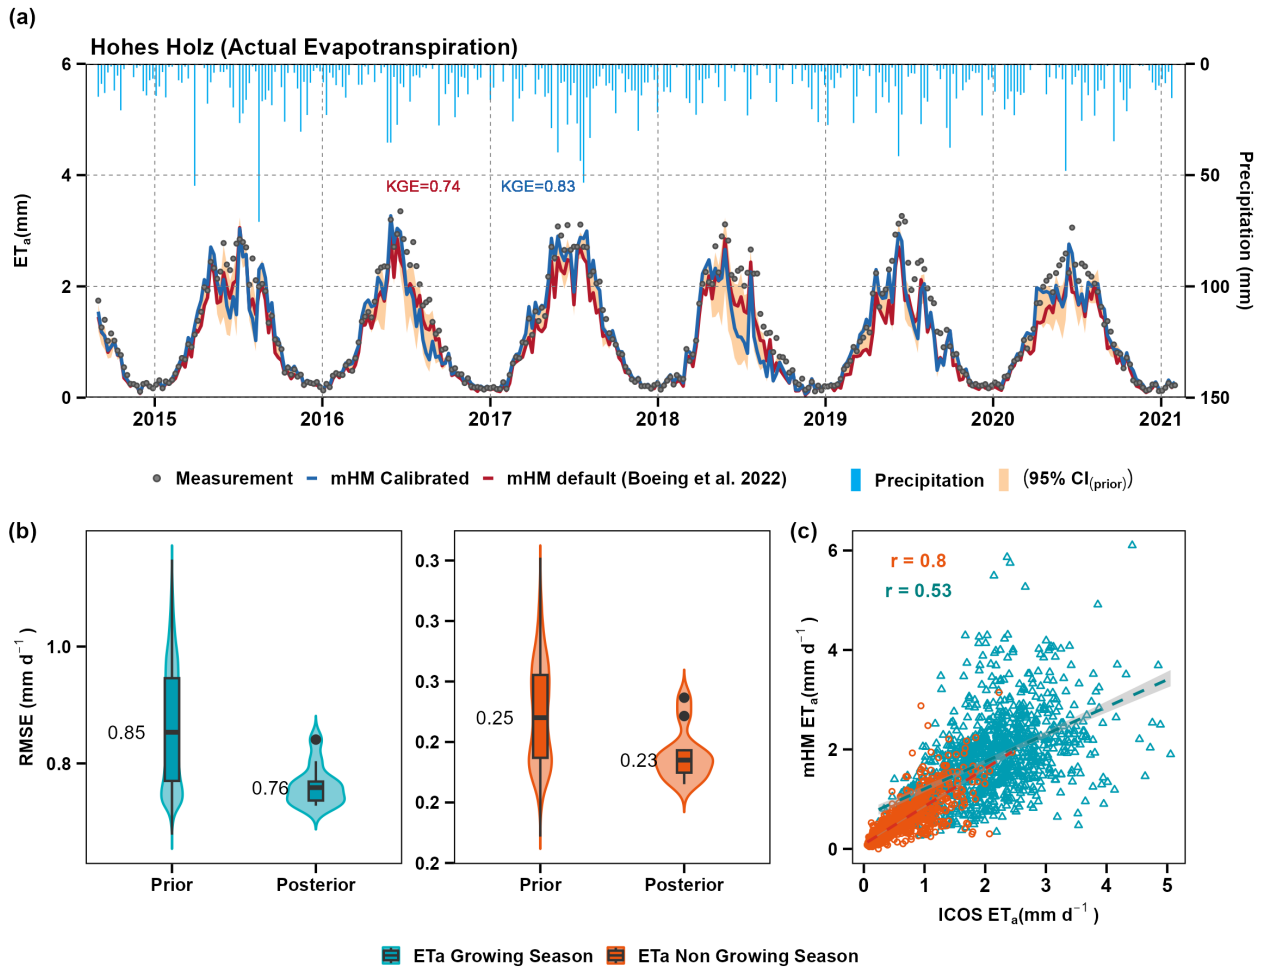 (a)
Hohes Holz (Actual Evapotranspiration)
6
4
2
0
ETa(mm)
KGE=0.74
KGE=0.83
0
50
100
150
Precipitation (mm)
2015
2016
2017
2018
2019
2020
2021
Measurement
mHM Calibrated
mHM default (Boeing et al. 2022)
Precipitation
(95% CI(prior))
(b)
RMSE (mm d−1 )
1.0
0.8
0.85
0.76
Prior
Posterior
0.3
0.3
0.3
0.2
0.2
0.2
0.25
0.23
Prior
Posterior
(c)
mHM ETa(mm d−1 )
6
4
2
0
r = 0.8
r = 0.53
0
1
2
3
4
5
ICOS ETa(mm d−1 )
ETa Growing Season
ETa Non Growing Season